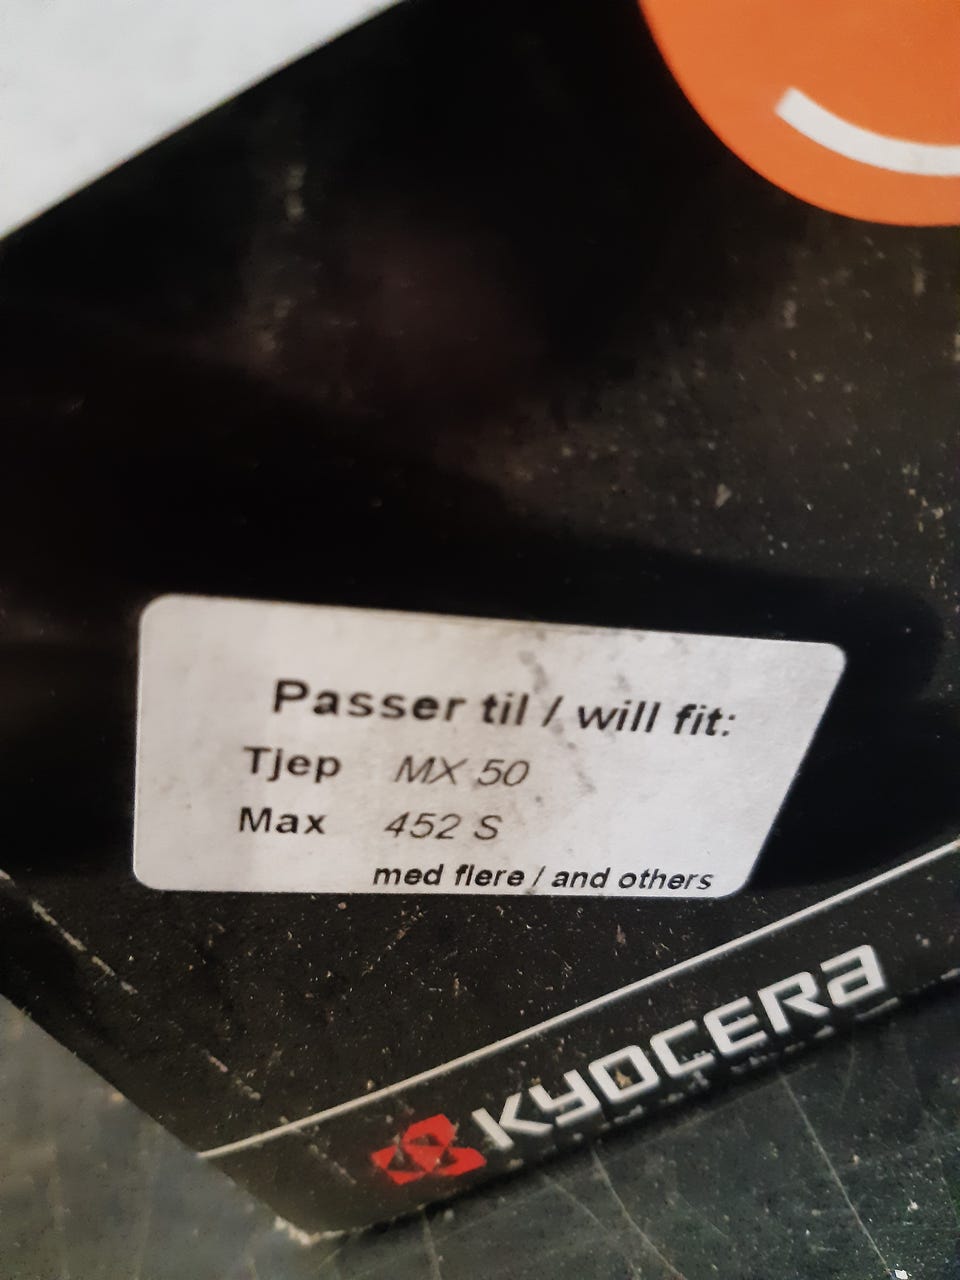 Passer til / will fit:
Tjep MX 50
Max 452 S
med flere / and others
KYOCERA